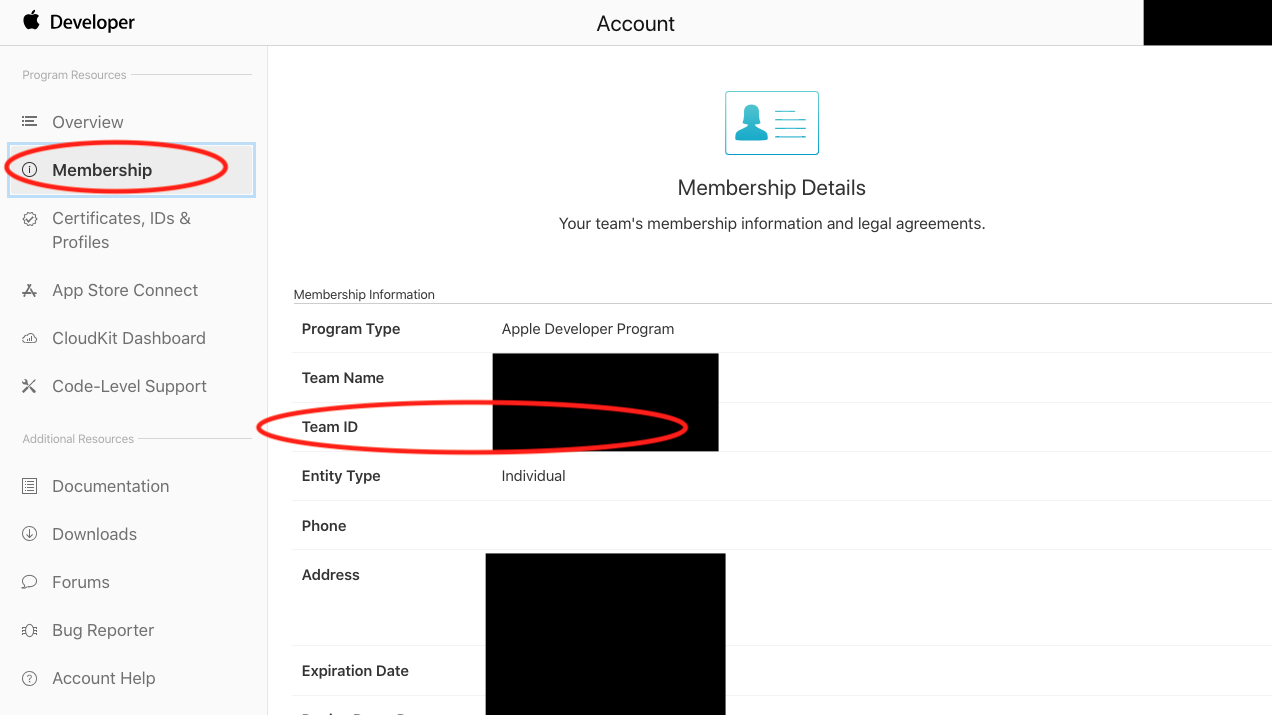 Developer
Account
Program Resources
Overview
Membership
Certificates, IDs &
Profiles
App Store Connect
CloudKit Dashboard
Code-Level Support
Additional Resources
Documentation
Downloads
Forums
Bug Reporter
Account Help
Membership Details
Your team's membership information and legal agreements.
Membership Information
Program Type Apple Developer Program
Team Name
Team ID
Entity Type Individual
Phone
Address
Expiration Date